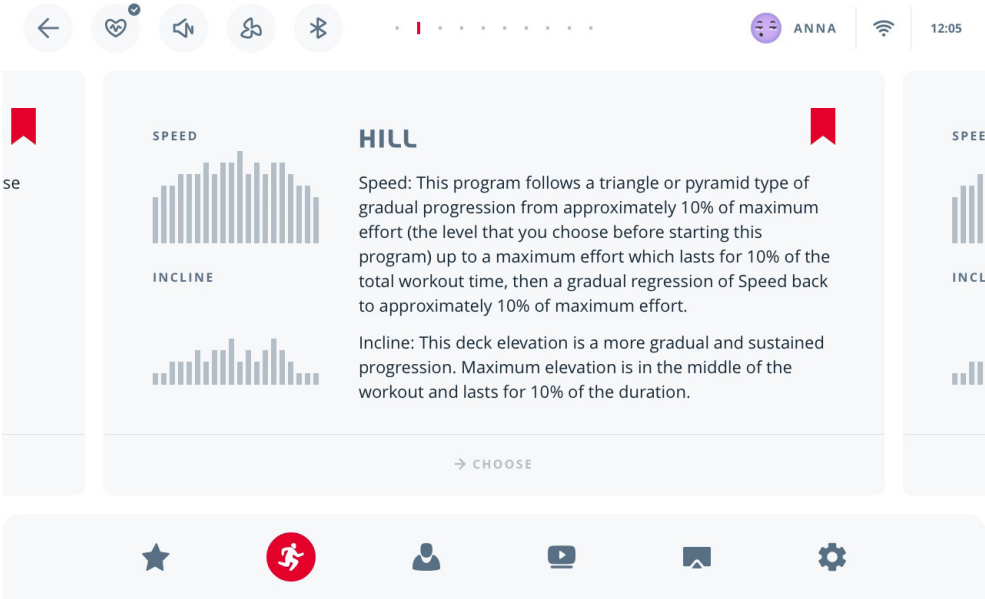 ANNA
12:05
se
SPEED
INCLINE
HILL
Speed: This program follows a triangle or pyramid type of
gradual progression from approximately 10% of maximum
effort (the level that you choose before starting this
program) up to a maximum effort which lasts for 10% of the
total workout time, then a gradual regression of Speed back
to approximately 10% of maximum effort.
Incline: This deck elevation is a more gradual and sustained
progression. Maximum elevation is in the middle of the
workout and lasts for 10% of the duration.
CHOOSE
SPEE
INCL